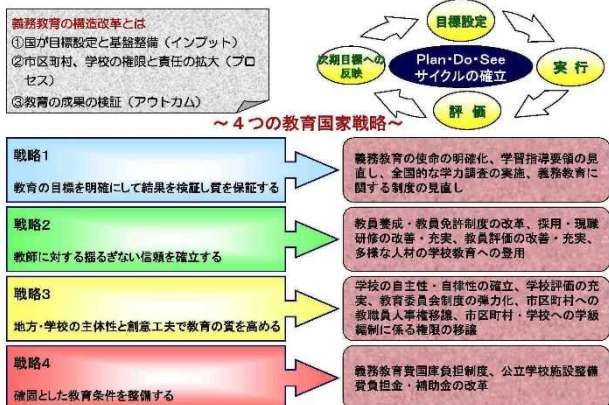 義務教育の構造改革とは
①国が目標設定と基盤整備（インプット）
②市区町村、学校の権限と責任の拡大（プロ
セス）
③教育の成果の検証（アウトカム）
目標設定
次期目標への
反映
Plan・Do・See
サイクルの確立
実行
評価
～４つの教育国家戦略～
戦略1
教育の目標を明確にして結果を検証し質を保証する
義務教育の使命の明確化、学習指導要領の見
直し、全国的な学力調査の実施、義務教育に
関する制度の見直し
戦略2
教師に対する揺るぎない信頼を確立する
教員養成・教員免許制度の改革、採用・現職
研修の改善・充実、教員評価の改善・充実、
多様な人材の学校教育への登用
戦略3
地方・学校の主体性と創意工夫で教育の質を高める
学校の自主性・自律性の確立、学校評価の充
実、教育委員会制度の弾力化、市区町村への
教職員人事権移譲、市区町村・学校への学級
編制に係る権限の移譲
戦略4
確固とした教育条件を整備する
義務教育費国庫負担制度、公立学校施設整備
費負担金・補助金の改革